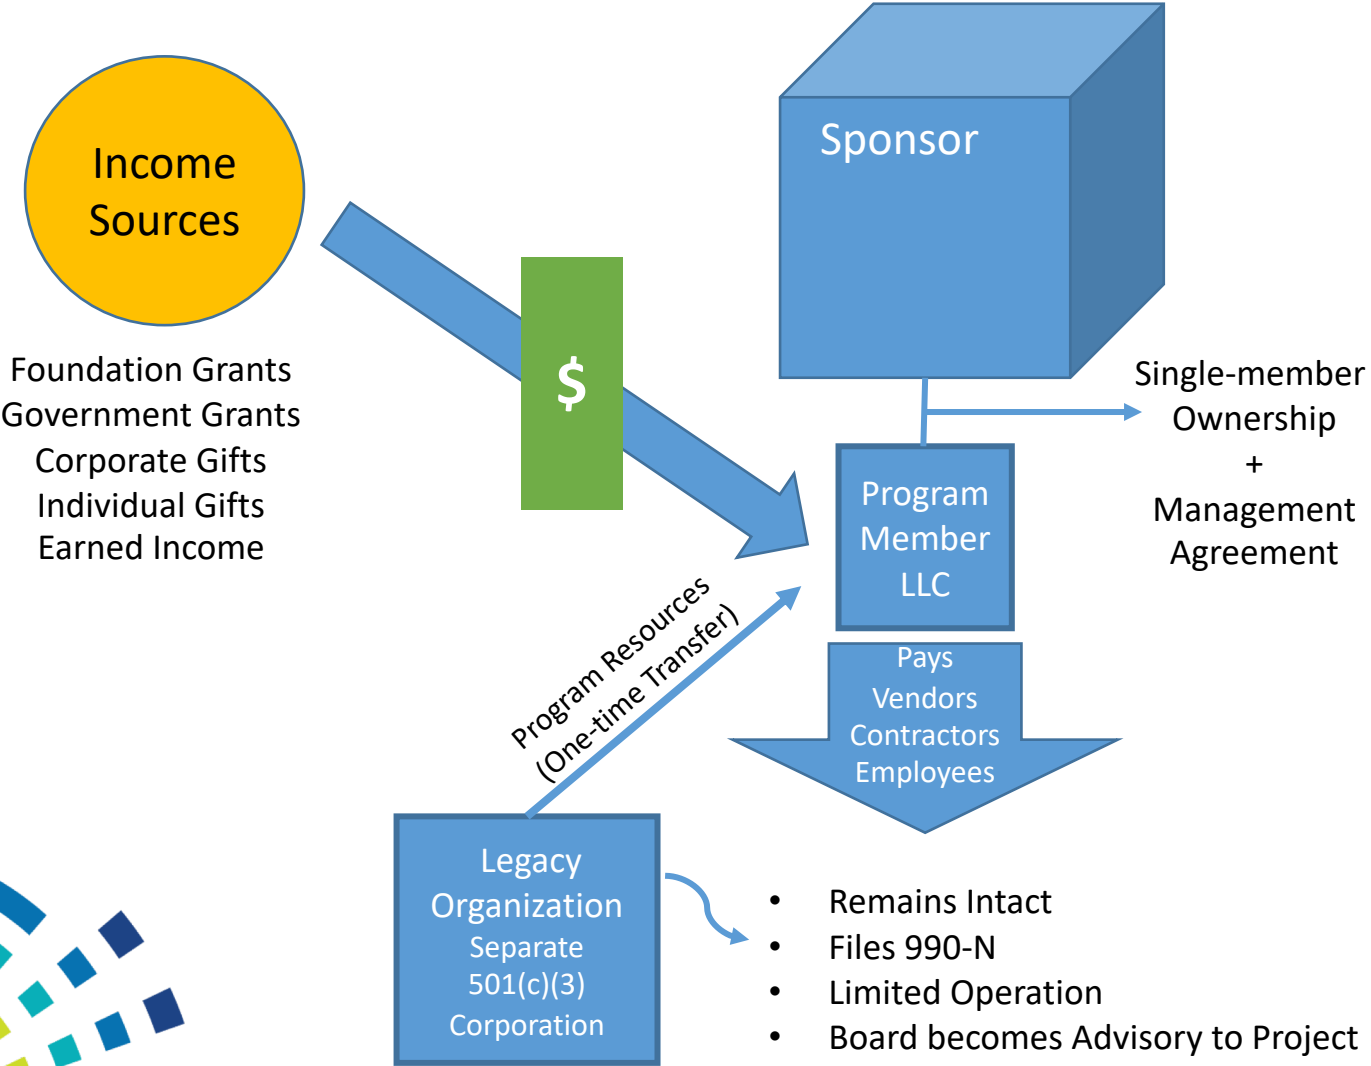 Income
Sources
Foundation Grants
Government Grants
Corporate Gifts
Individual Gifts
Earned Income
$
Sponsor
Single-member
Ownership
+
Management
Agreement
Program
Member
LLC
Pays
Vendors
Contractors
Employees
Program Resources
(One-time Transfer)
Legacy
Organization
Separate
501(c)(3)
Corporation
• Remains Intact
• Files 990-N
• Limited Operation
• Board becomes Advisory to Project